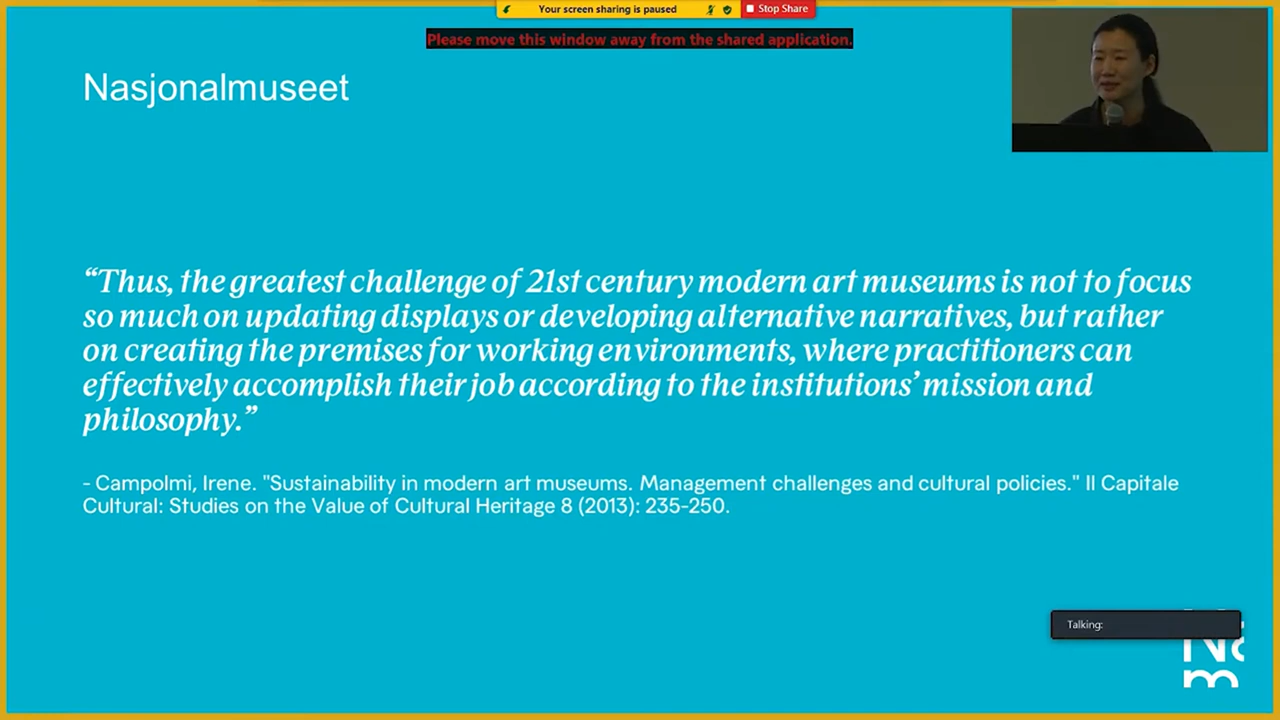 Your screen sharing is paused
Stop Share
Please move this window away from the shared application.
Nasjonalmuseet
“Thus, the greatest challenge of 21st century modern art museums is not to focus
so much on updating displays or developing alternative narratives, but rather
on creating the premises for working environments, where practitioners can
effectively accomplish their job according to the institutions’ mission and
philosophy.”
- Campolmi, Irene. "Sustainability in modern art museums. Management challenges and cultural policies." Il Capitale
Cultural: Studies on the Value of Cultural Heritage 8 (2013): 235-250.
Talking: